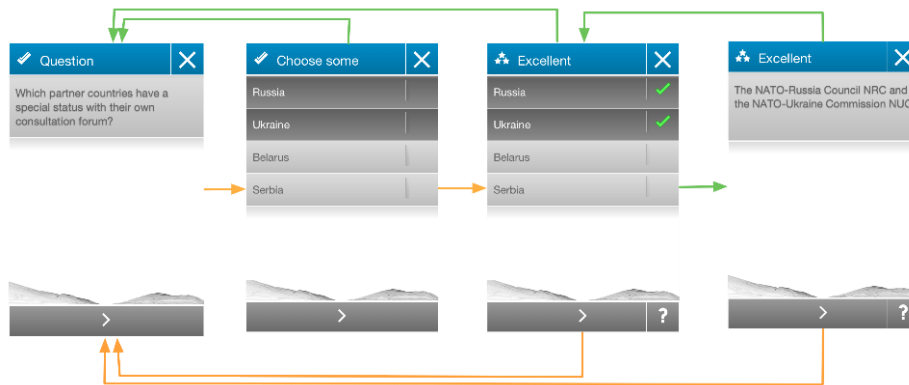 Question
Which partner countries have a
special status with their own
consultation forum?
Choose some
Russia
Ukraine
Belarus
Serbia
Excellent
Russia
Ukraine
Belarus
Serbia
?
Excellent
The NATO-Russia Council NRC and
the NATO-Ukraine Commission NUC
?